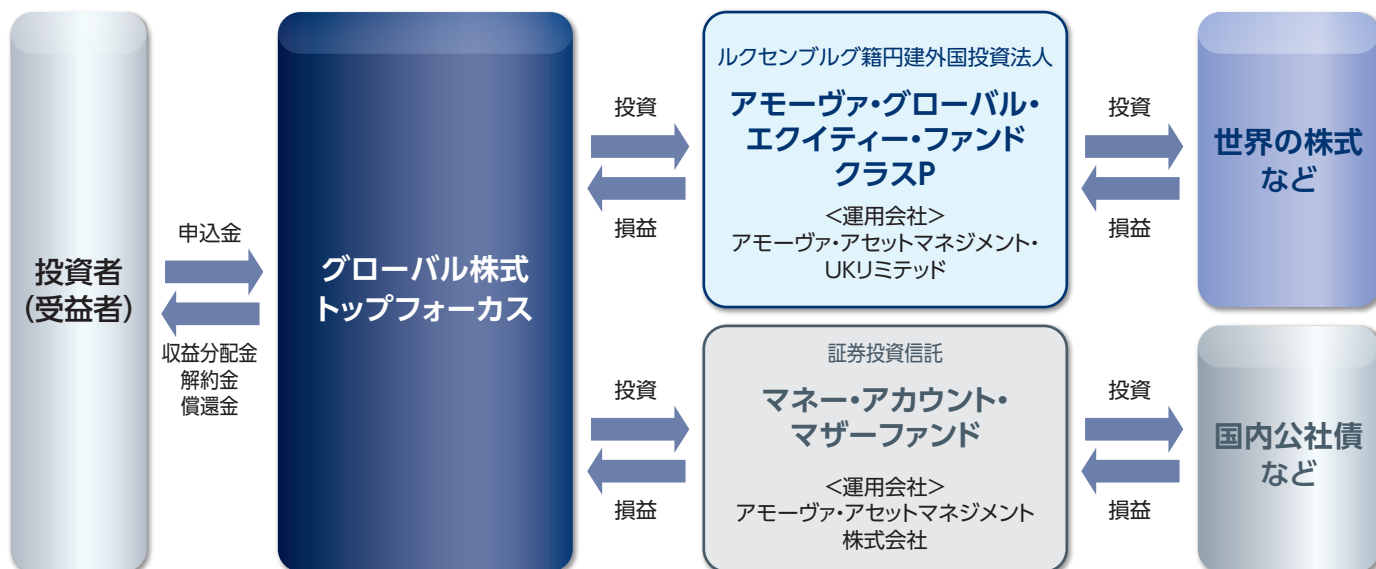 投資者
(受益者)
申込金
収益分配金
解約金
償還金
グローバル株式
トップフォーカス
投資
損益
ルクセンブルグ籍円建外国投資法人
アモーヴァ・グローバル・
エクイティー・ファンド
クラスP
＜運用会社＞
アモーヴァ・アセットマネジメント・
UKリミテッド
投資
損益
世界の株式
など
投資
損益
証券投資信託
マネー・アカウント・
マザーファンド
＜運用会社＞
アモーヴァ・アセットマネジメント
株式会社
投資
損益
国内公社債
など